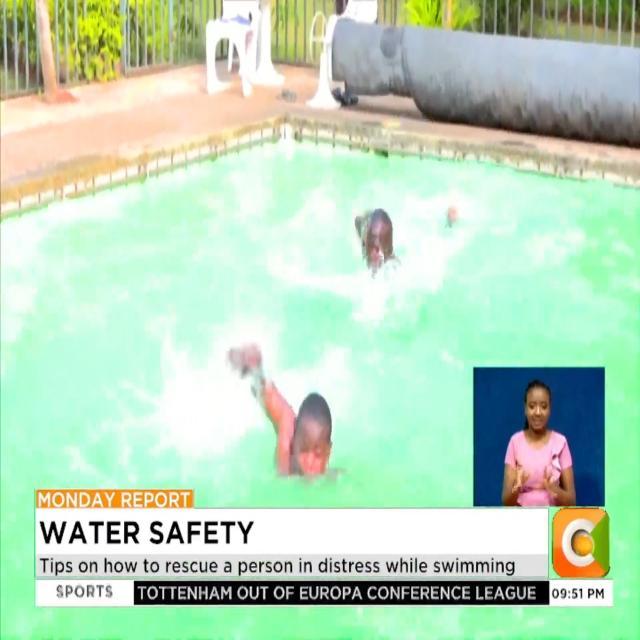 MONDAY REPORT
WATER SAFETY
Tips on how to rescue a person in distress while swimming
SPORTS TOTTENHAM OUT OF EUROPA CONFERENCE LEAGUE 09:51 PM